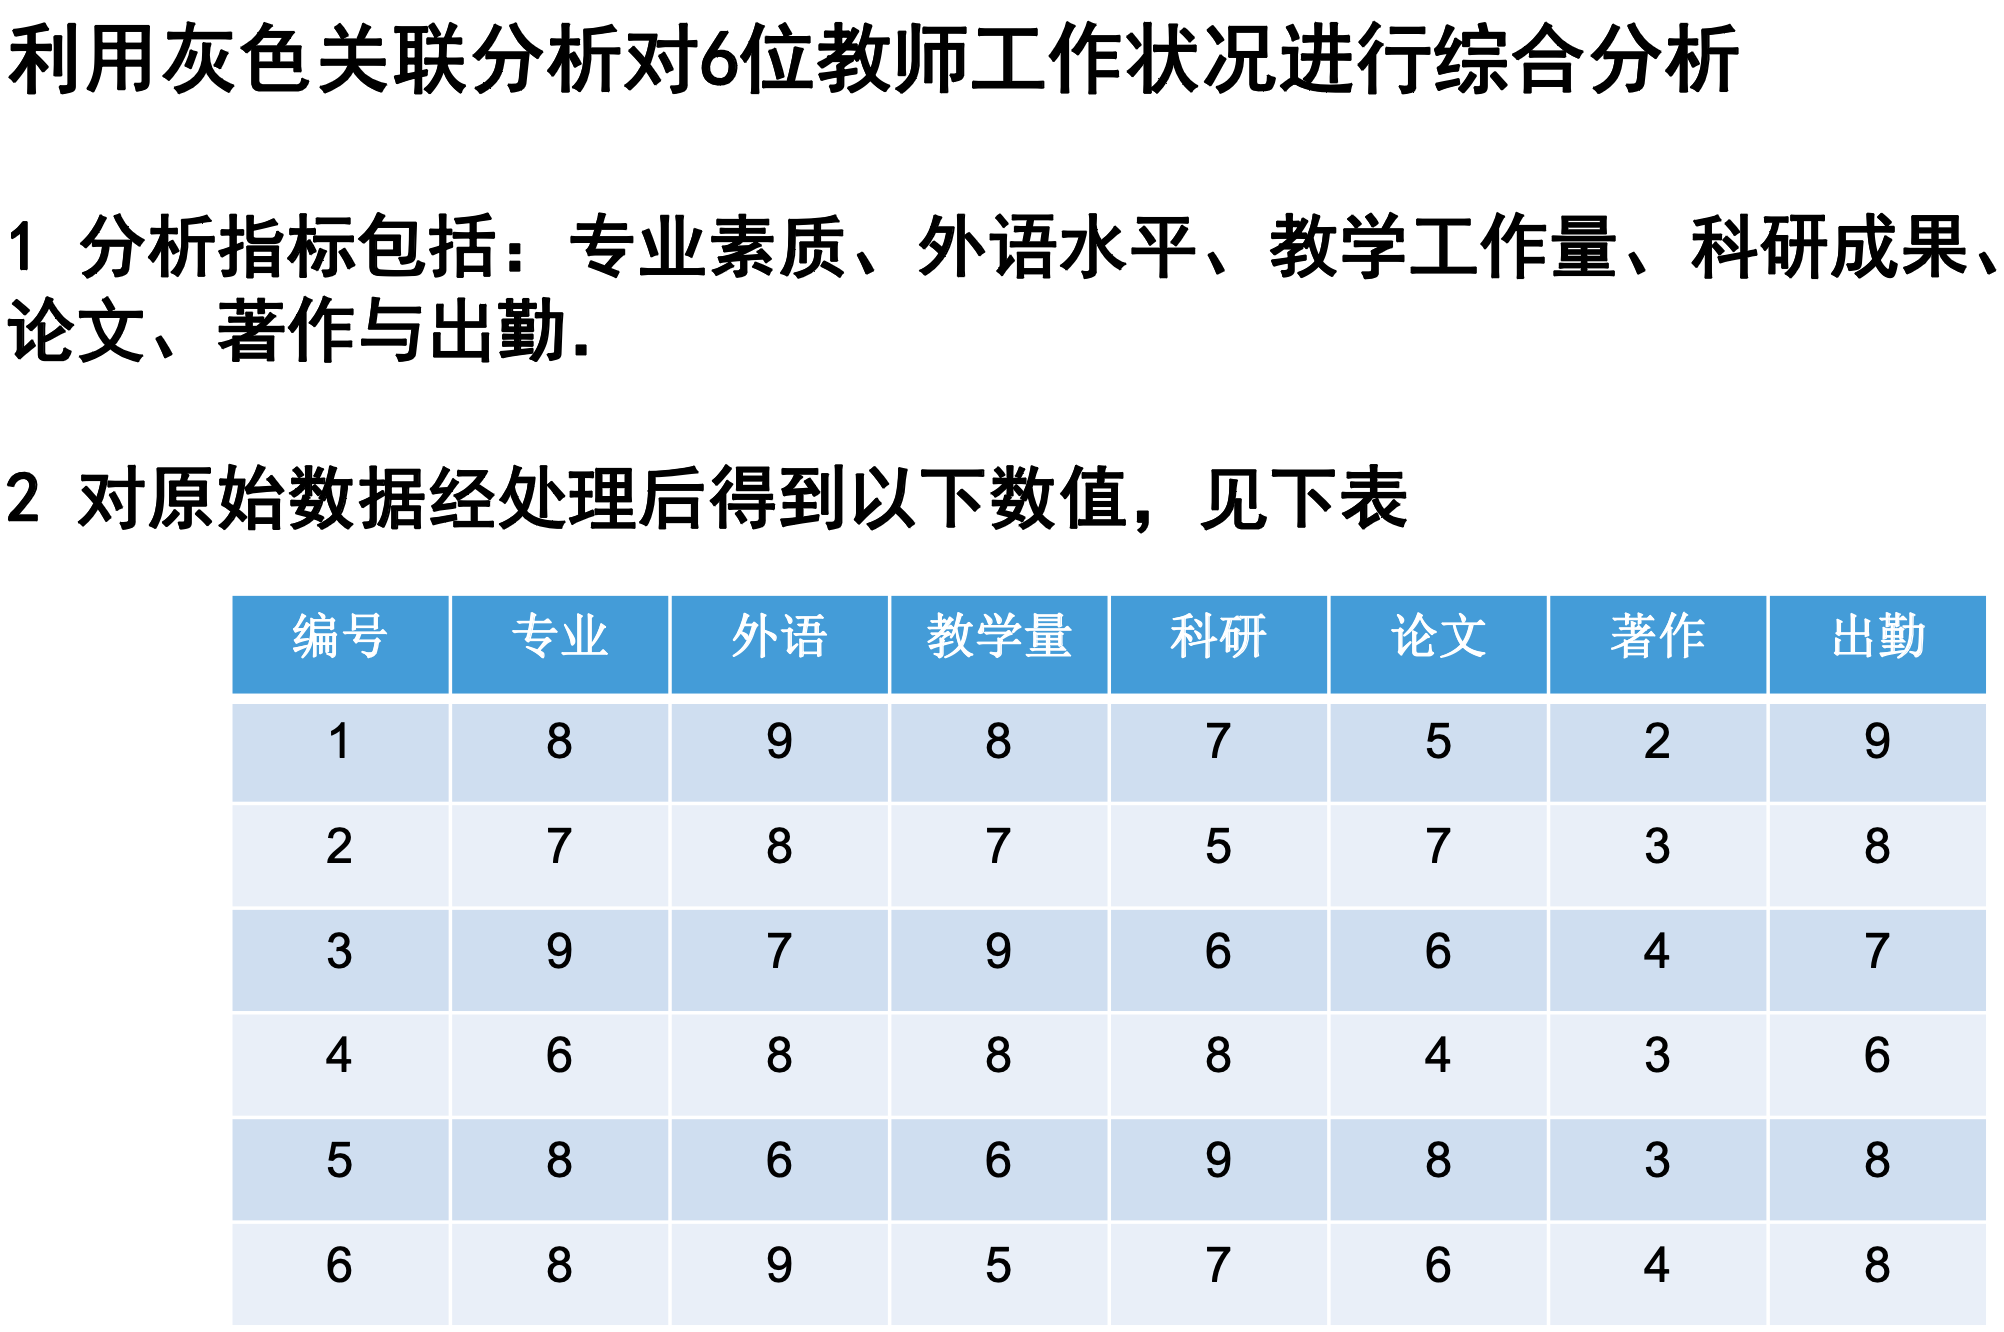 利用灰色关联分析对6位教师工作状况进行综合分析
1 分析指标包括：专业素质、外语水平、教学工作量、科研成果、
论文、著作与出勤.
2 对原始数据经处理后得到以下数值，见下表
编号 专业 外语 教学量 科研 论文 著作 出勤
1 8 9 8 7 5 2 9
2 7 8 7 5 7 3 8
3 9 7 9 6 6 4 7
4 6 8 8 8 4 3 6
5 8 6 6 9 8 3 8
6 8 9 5 7 6 4 8